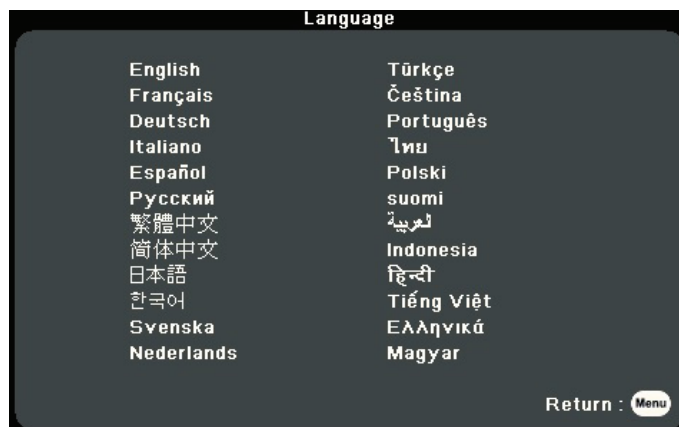 Language
English
Français
Deutsch
Italiano
Español
Русский
繁體中文
简体中文
日本語
한국어
Svenska
Nederlands
Türkçe
Čeština
Português
ไทย
Polski
suomi
لعربية
Indonesia
हिन्दी
Tiếng Việt
Ελληνικά
Magyar
Return : Menu